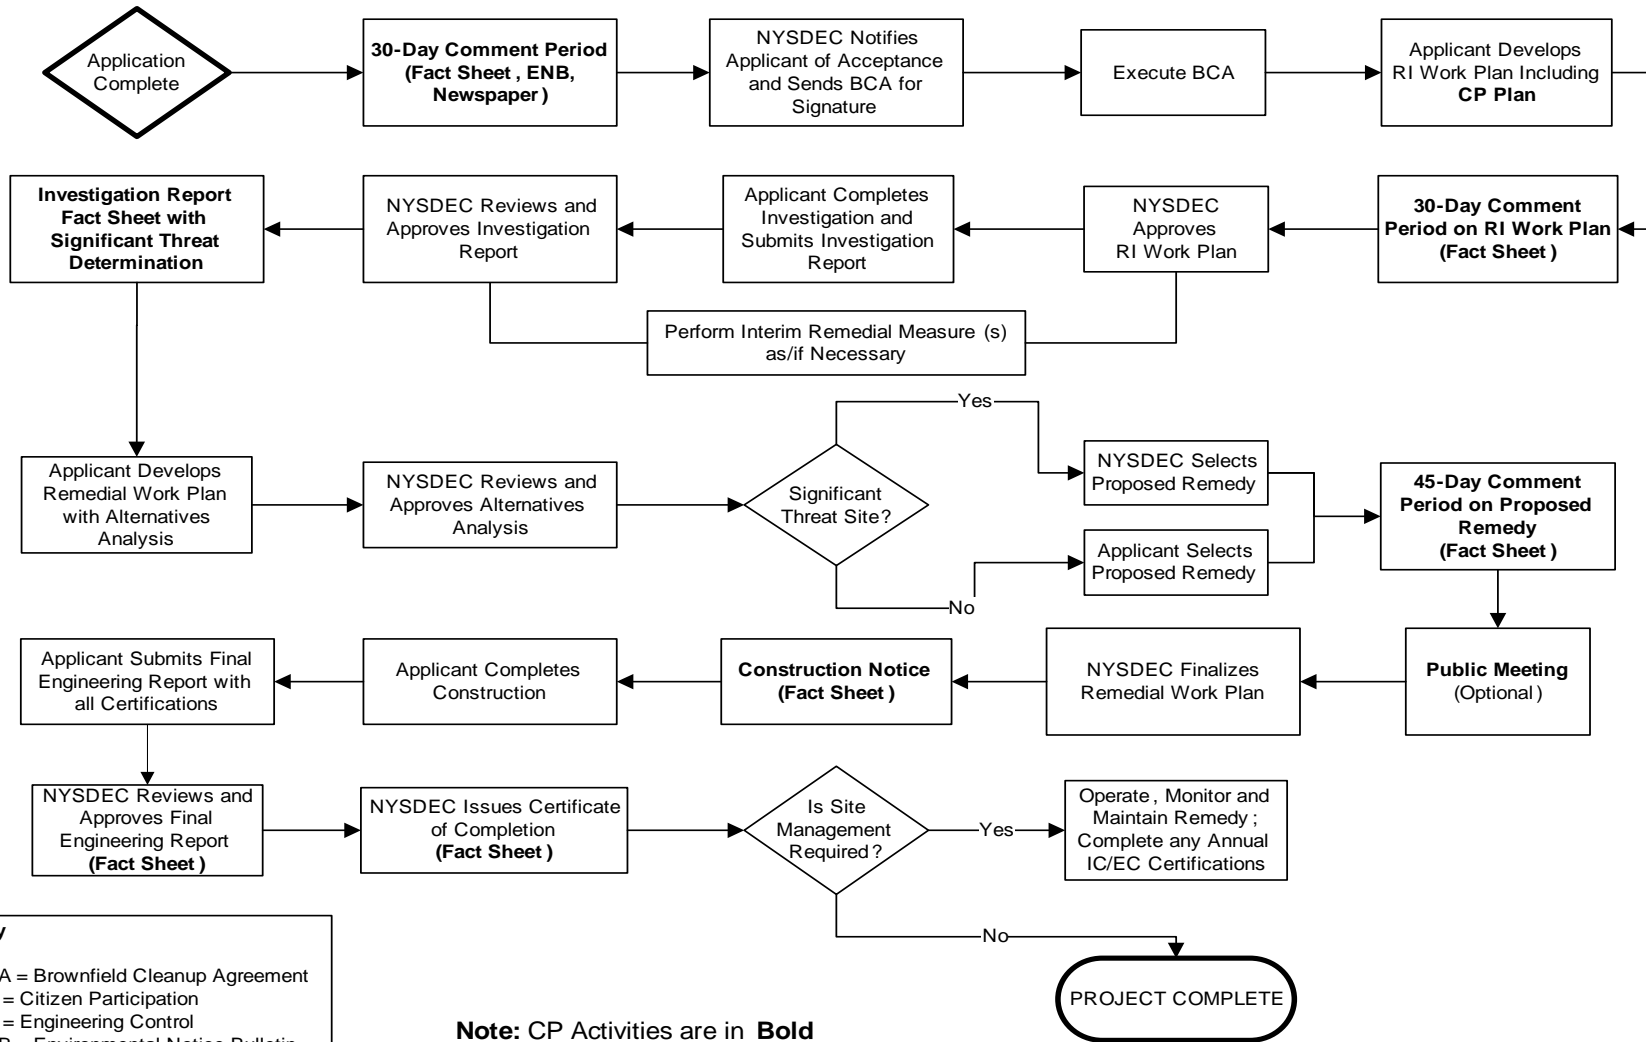 Application
Complete
30-Day Comment Period
(Fact Sheet, ENB,
Newspaper)
NYSDEC Notifies
Applicant of Acceptance
and Sends BCA for
Signature
Execute BCA
Applicant Develops
RI Work Plan Including
CP Plan
Investigation Report
Fact Sheet with
Significant Threat
Determination
NYSDEC Reviews and
Approves Investigation
Report
Applicant Completes
Investigation and
Submits Investigation
Report
NYSDEC
Approves
RI Work Plan
30-Day Comment
Period on RI Work Plan
(Fact Sheet)
Perform Interim Remedial Measure (s)
as/if Necessary
Yes
Applicant Develops
Remedial Work Plan
with Alternatives
Analysis
NYSDEC Reviews and
Approves Alternatives
Analysis
Significant
Threat Site?
NYSDEC Selects
Proposed Remedy
Applicant Selects
Proposed Remedy
45-Day Comment
Period on Proposed
Remedy
(Fact Sheet)
No
Applicant Submits Final
Engineering Report with
all Certifications
Applicant Completes
Construction
Construction Notice
(Fact Sheet)
NYSDEC Finalizes
Remedial Work Plan
Public Meeting
(Optional)
NYSDEC Reviews and
Approves Final
Engineering Report
(Fact Sheet)
NYSDEC Issues Certificate
of Completion
(Fact Sheet)
Is Site
Management
Required?
Yes
Operate, Monitor and
Maintain Remedy;
Complete any Annual
IC/EC Certifications
No
PROJECT COMPLETE
y
A = Brownfield Cleanup Agreement
= Citizen Participation
= Engineering Control
B = Environmental Notice Bulletin
Note: CP Activities are in Bold